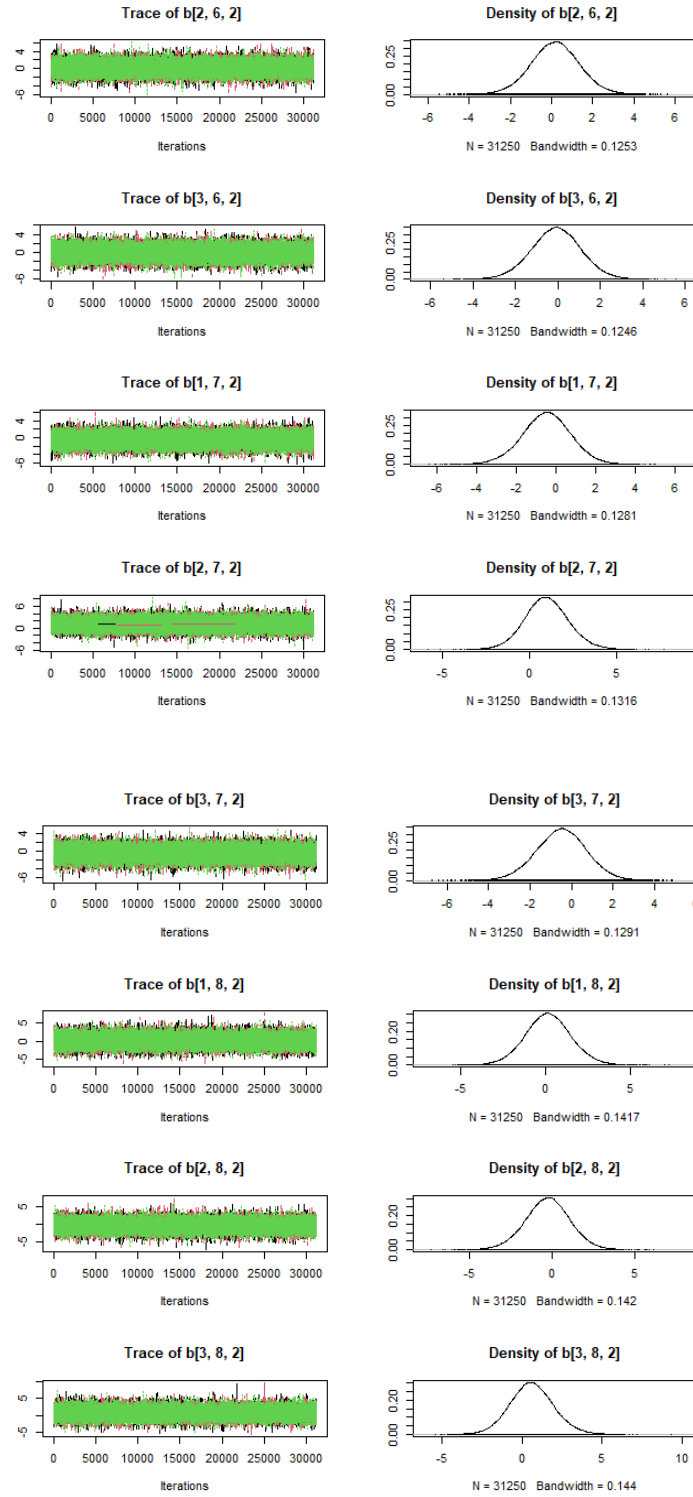 Trace of b[2, 6, 2]
-6 0 4
0 5000 10000 15000 20000 25000 30000
Iterations
Density of b[2, 6, 2]
0.00 0.25
-6 -4 -2 0 2 4 6
N = 31250 Bandwidth = 0.1253
Trace of b[3, 6, 2]
-6 0 4
0 5000 10000 15000 20000 25000 30000
Iterations
Density of b[3, 6, 2]
0.00 0.25
-6 -4 -2 0 2 4 6
N = 31250 Bandwidth = 0.1246
Trace of b[1, 7, 2]
-6 0 4
0 5000 10000 15000 20000 25000 30000
Iterations
Density of b[1, 7, 2]
0.00 0.25
-6 -4 -2 0 2 4 6
N = 31250 Bandwidth = 0.1281
Trace of b[2, 7, 2]
-6 0 6
0 5000 10000 15000 20000 25000 30000
Iterations
Density of b[2, 7, 2]
0.00 0.25
-5 0 5
N = 31250 Bandwidth = 0.1316
Trace of b[3, 7, 2]
-6 0 4
0 5000 10000 15000 20000 25000 30000
Iterations
Density of b[3, 7, 2]
0.00 0.25
-6 -4 -2 0 2 4
N = 31250 Bandwidth = 0.1291
Trace of b[1, 8, 2]
-5 0 5
0 5000 10000 15000 20000 25000 30000
Iterations
Density of b[1, 8, 2]
0.00 0.20
-5 0 5
N = 31250 Bandwidth = 0.1417
Trace of b[2, 8, 2]
-5 5
0 5000 10000 15000 20000 25000 30000
Iterations
Density of b[2, 8, 2]
0.00 0.20
-5 0 5
N = 31250 Bandwidth = 0.142
Trace of b[3, 8, 2]
-5 5
0 5000 10000 15000 20000 25000 30000
Iterations
Density of b[3, 8, 2]
0.00 0.20
-5 0 5 10
N = 31250 Bandwidth = 0.144